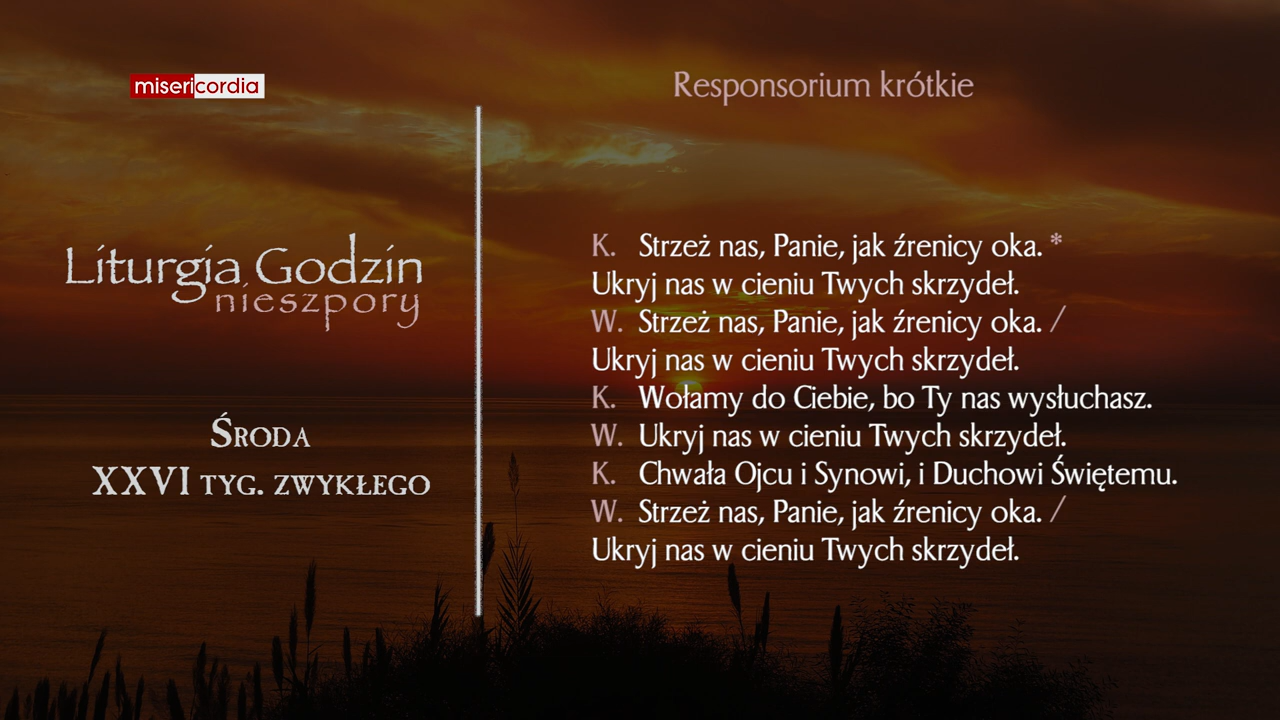 misericordia
Liturgia Godzin
nieszpory
Środa
XXVI tyg. zwykłego
Responsorium krótkie
K. Strzeż nas, Panie, jak źrenicy oka. *
Ukryj nas w cieniu Twych skrzydeł.
W. Strzeż nas, Panie, jak źrenicy oka. /
Ukryj nas w cieniu Twych skrzydeł.
K. Wołamy do Ciebie, bo Ty nas wysłuchasz.
W. Ukryj nas w cieniu Twych skrzydeł.
K. Chwała Ojcu i Synowi, i Duchowi Świętemu.
W. Strzeż nas, Panie, jak źrenicy oka. /
Ukryj nas w cieniu Twych skrzydeł.